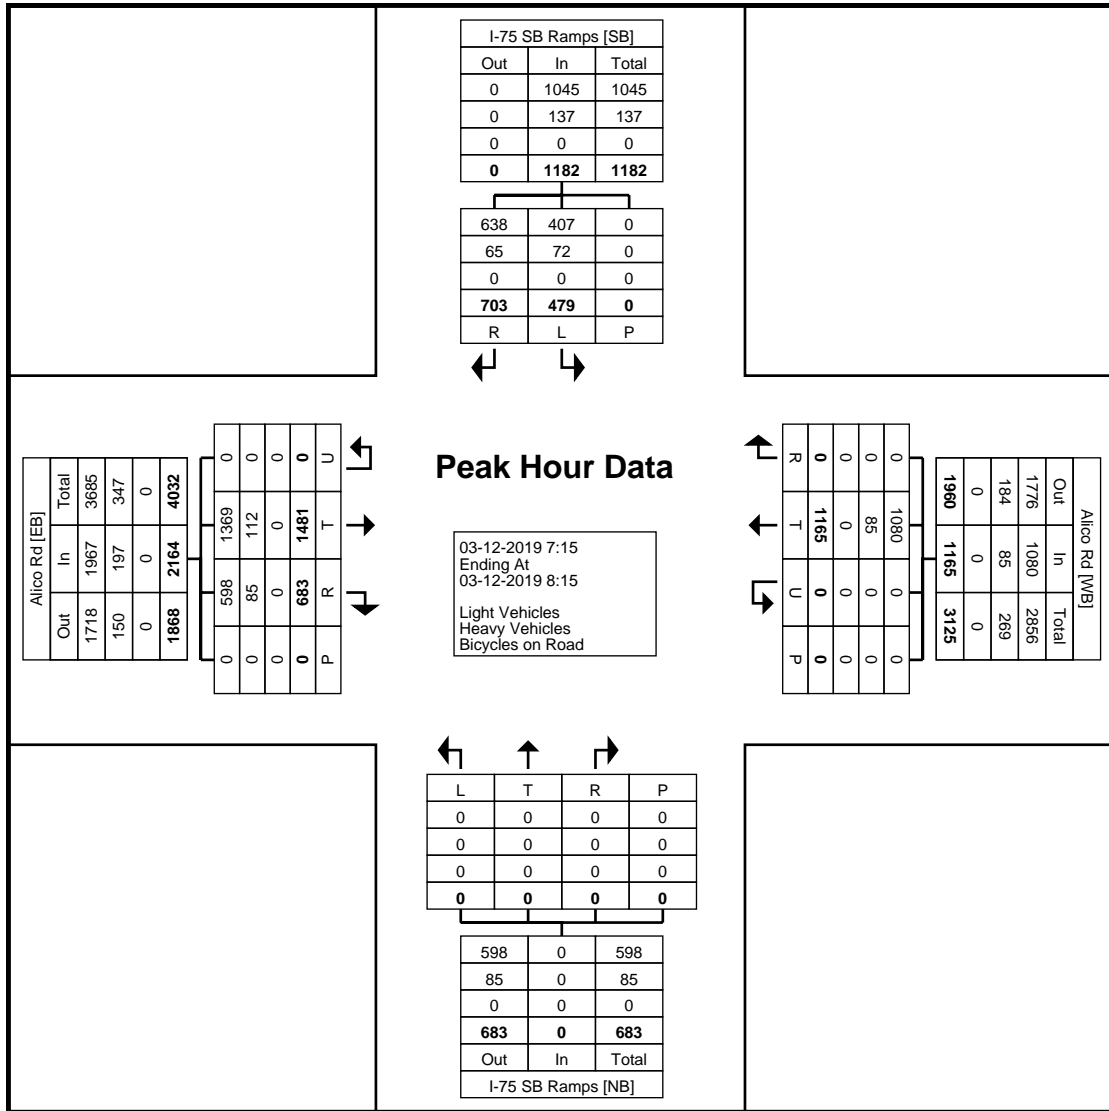 I-75 SB Ramps [SB]
Out In Total
0 1045 1045
0 137 137
0 0 0
0 1182 1182
638 407 0
65 72 0
0 0 0
703 479 0
R L P
Alico Rd [EB]
Out In Total
1718 1967 3685
150 197 347
0 0 0
1868 2164 4032
0 598 1369 0
0 85 112 0
0 0 0 0
0 683 1481 0
P R T U
Peak Hour Data
03-12-2019 7:15
Ending At
03-12-2019 8:15
Light Vehicles
Heavy Vehicles
Bicycles on Road
R T U P
0 1165 0 0
0 0 0 0
0 85 0 0
0 1080 0 0
Alico Rd [WB]
Out In Total
1776 1080 2856
184 85 269
0 0 0
1960 1165 3125
L T R P
0 0 0 0
0 0 0 0
0 0 0 0
0 0 0 0
598 0 598
85 0 85
0 0 0
683 0 683
Out In Total
I-75 SB Ramps [NB]